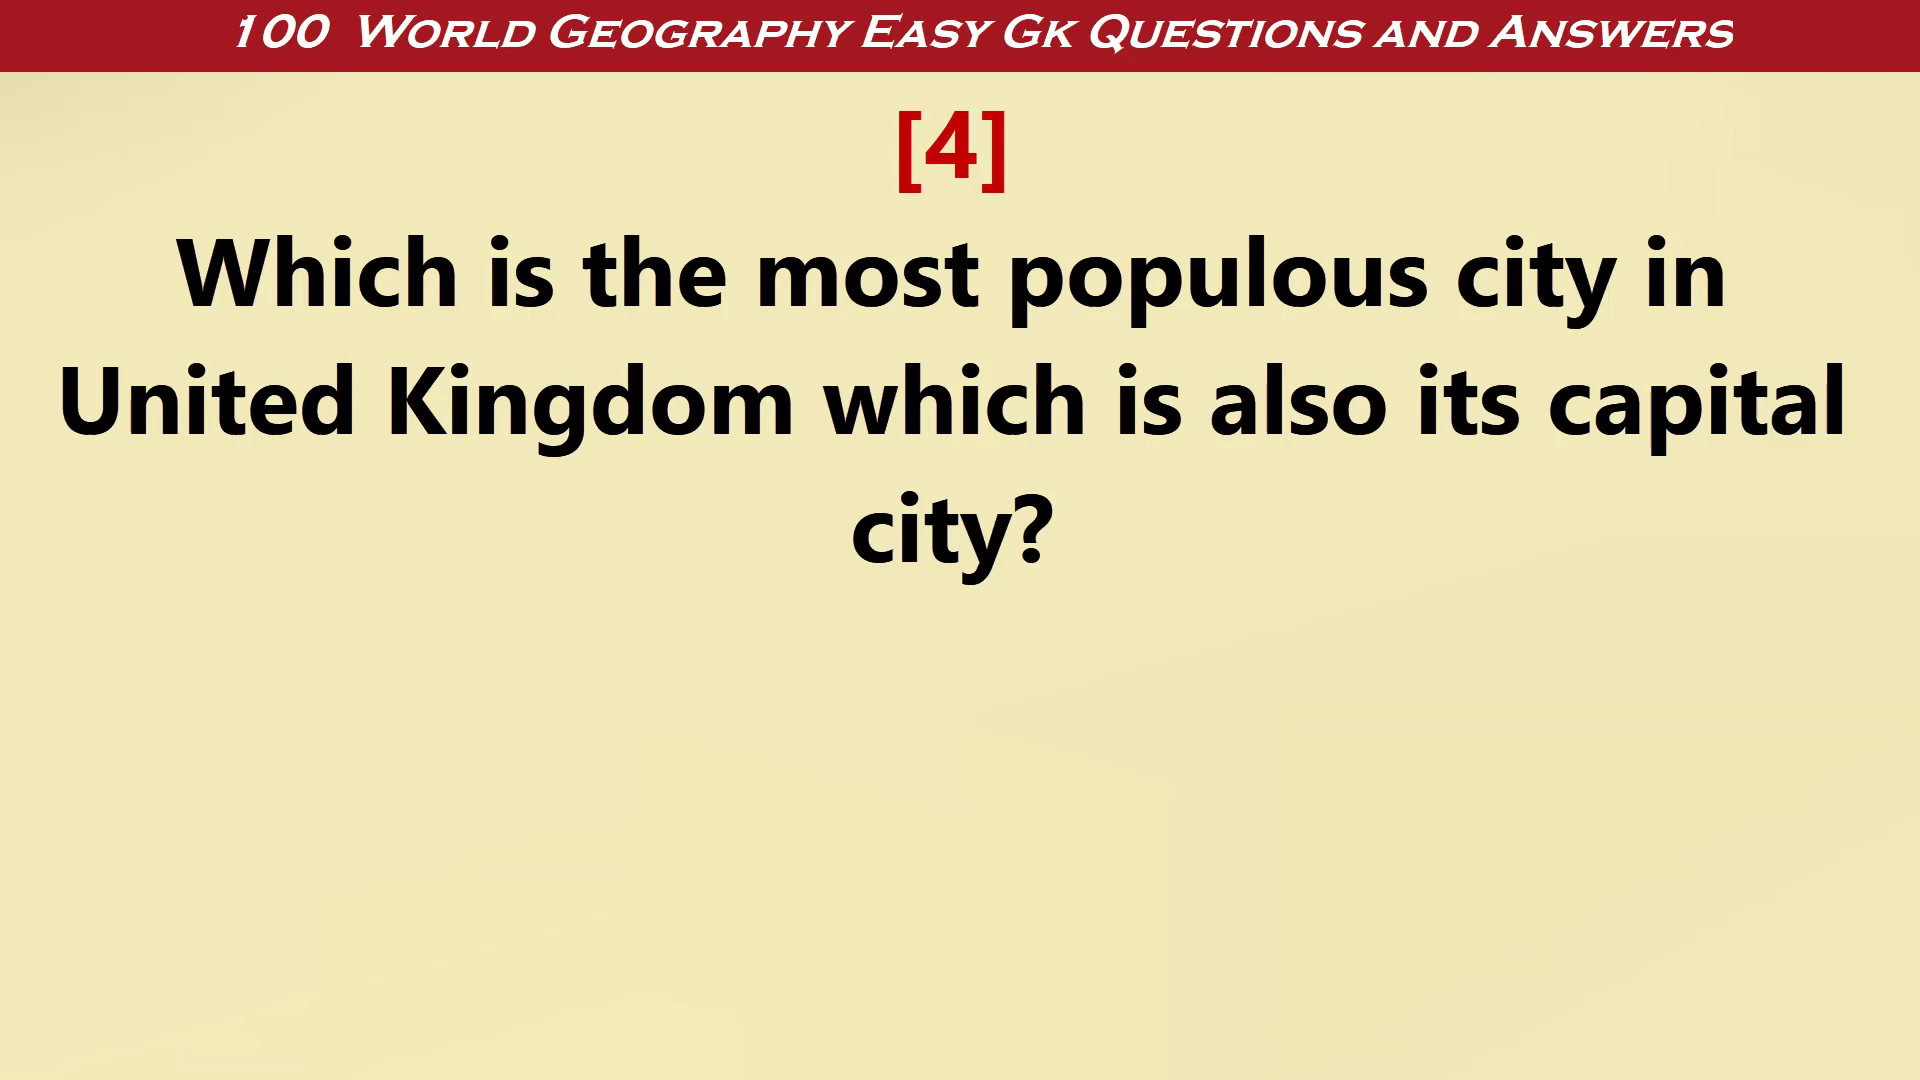 100 World Geography Easy Gk Questions and Answers
[4]
Which is the most populous city in
United Kingdom which is also its capital
city?